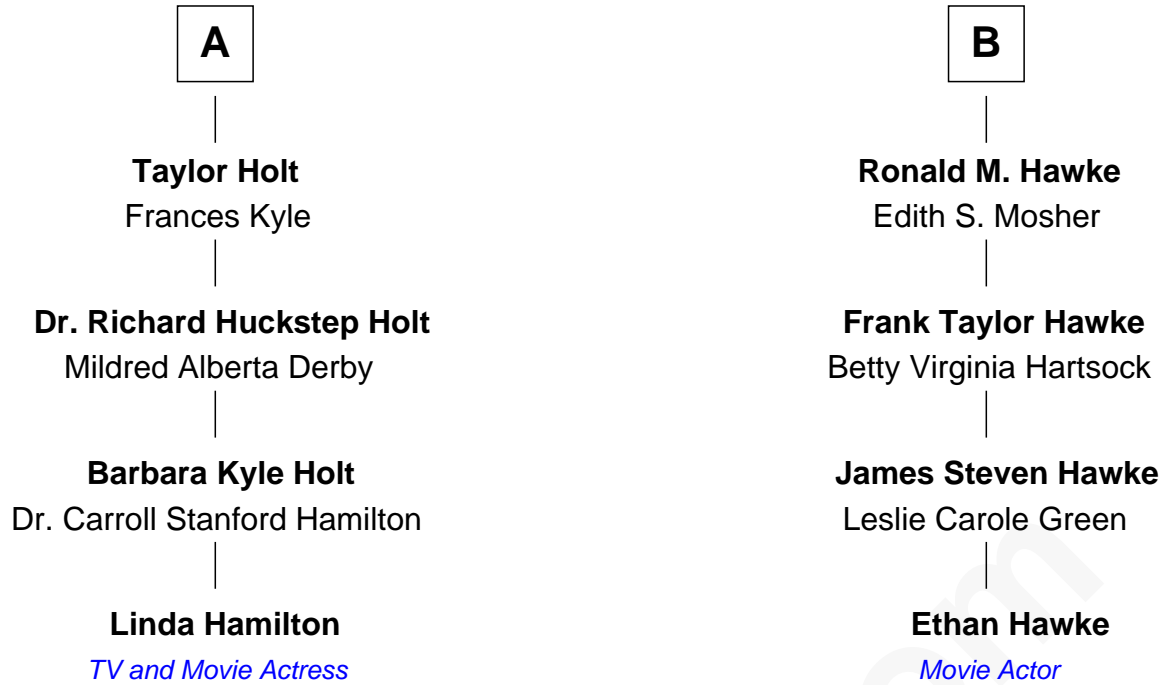 A
Taylor Holt
Frances Kyle
Dr. Richard Huckstep Holt
Mildred Alberta Derby
Barbara Kyle Holt
Dr. Carroll Stanford Hamilton
Linda Hamilton
TV and Movie Actress
B
Ronald M. Hawke
Edith S. Mosher
Frank Taylor Hawke
Betty Virginia Hartsock
James Steven Hawke
Leslie Carole Green
Ethan Hawke
Movie Actor
om